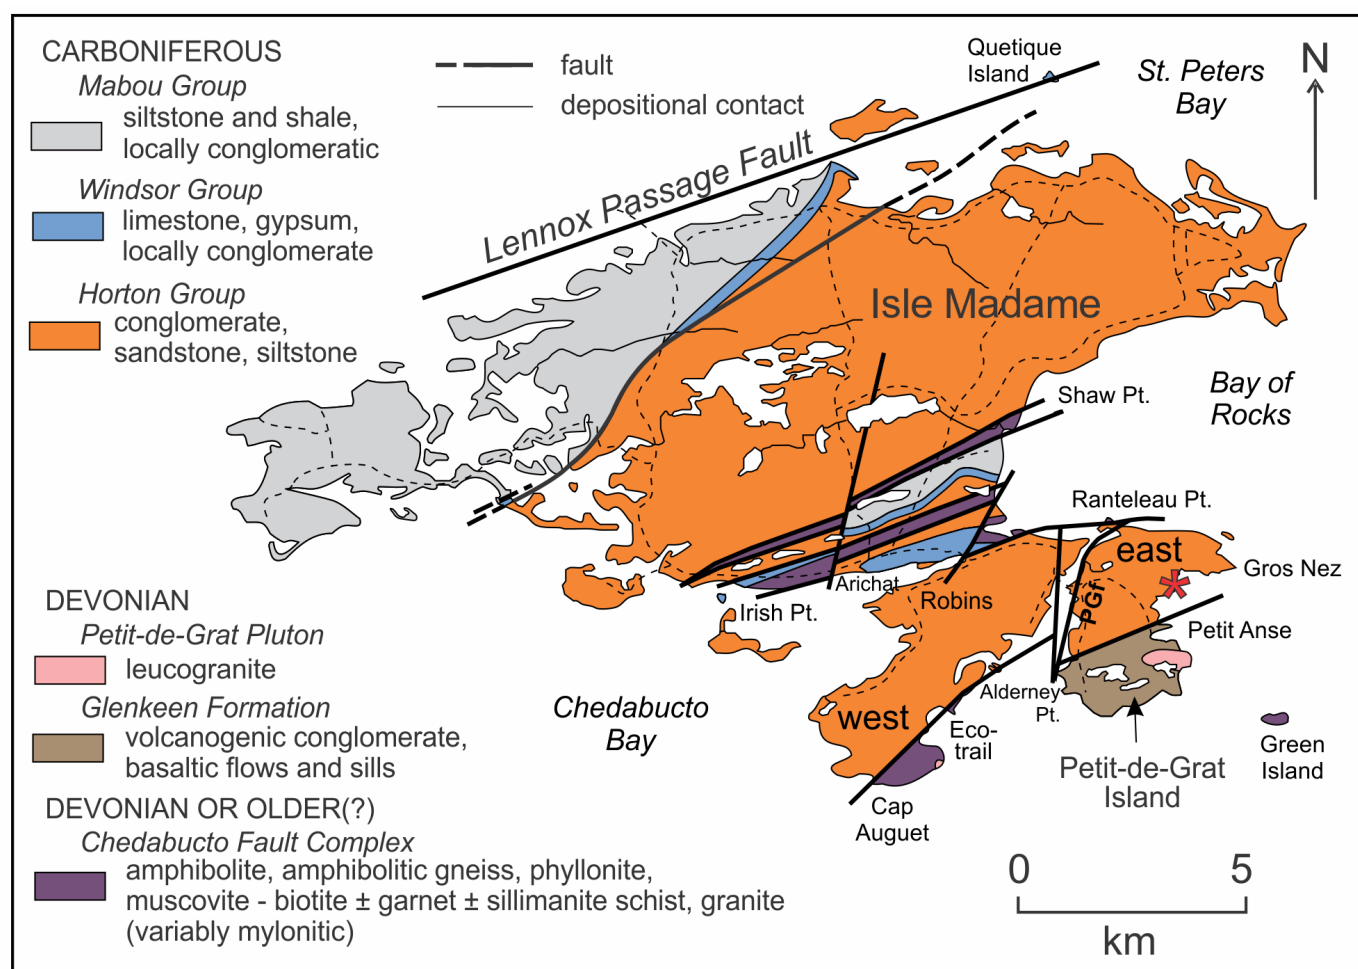 CARBONIFEROUS
Mabou Group
siltstone and shale,
locally conglomeratic
Windsor Group
limestone, gypsum,
locally conglomerate
Horton Group
conglomerate,
sandstone, siltstone
fault
depositional contact
Quetique
Island
St. Peters
Bay
N
Lennox Passage Fault
Isle Madame
Bay of
Rocks
Shaw Pt.
Ranteleau Pt.
east
Gros Nez
*
PGf
Petit Anse
Arichat
Robins
Irish Pt.
Alderney
Pt.
west
Eco-
trail
Chedabucto
Bay
Cap
Auguet
Petit-de-Grat
Island
Green
Island
DEVONIAN
Petit-de-Grat Pluton
leucogranite
Glenkeen Formation
volcanogenic conglomerate,
basaltic flows and sills
DEVONIAN OR OLDER(?)
Chedabucto Fault Complex
amphibolite, amphibolitic gneiss, phyllonite,
muscovite - biotite ± garnet ± sillimanite schist, granite
(variably mylonitic)
0 5
km